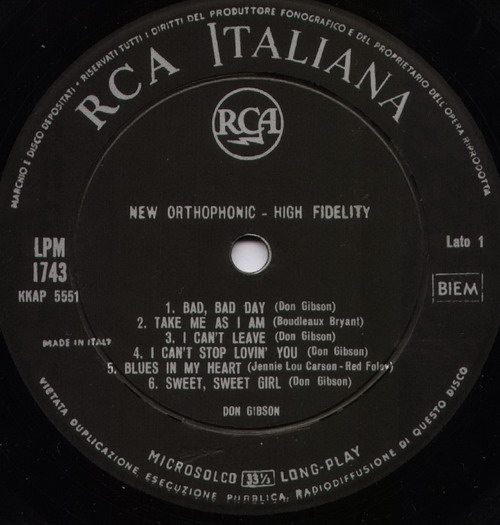 MARCHIO E DISCO DEPOSITATI - RISERVATI TUTTI I DIRITTI DEL PRODUTTORE FONOGRAFICO E DEL PROPRIETARIO DELL'OPERA RIPRODOTTA
RCA ITALIANA
RCA
NEW ORTHOPHONIC - HIGH FIDELITY
LPM
1743
KKAP 5551
Lato 1
BIEM
MADE IN ITALY
1. BAD, BAD DAY (Don Gibson)
2. TAKE ME AS I AM (Boudleaux Bryant)
3. I CAN'T LEAVE (Don Gibson)
4. I CAN'T STOP LOVIN' YOU (Don Gibson)
5. BLUES IN MY HEART (Jennie Lou Carson - Red Foley)
6. SWEET, SWEET GIRL (Don Gibson)
DON GIBSON
MICROSOLCO 33⅓ LONG-PLAY
VIETATA DUPLICAZIONE, ESECUZIONE PUBBLICA, RADIODIFFUSIONE DI QUESTO DISCO